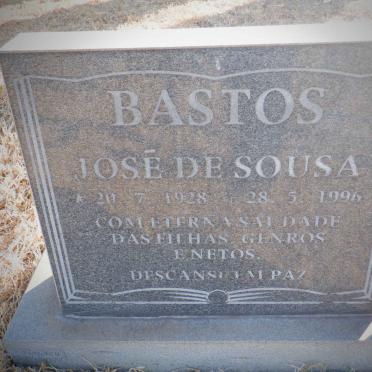 BASTOS
JOSÉ DE SOUSA
* 20. 7. 1928 ÷ 28. 5. 1996
COM ETERNA SAUDADE
DAS FILHAS, GENROS
E NETOS.
DESCANSE EM PAZ